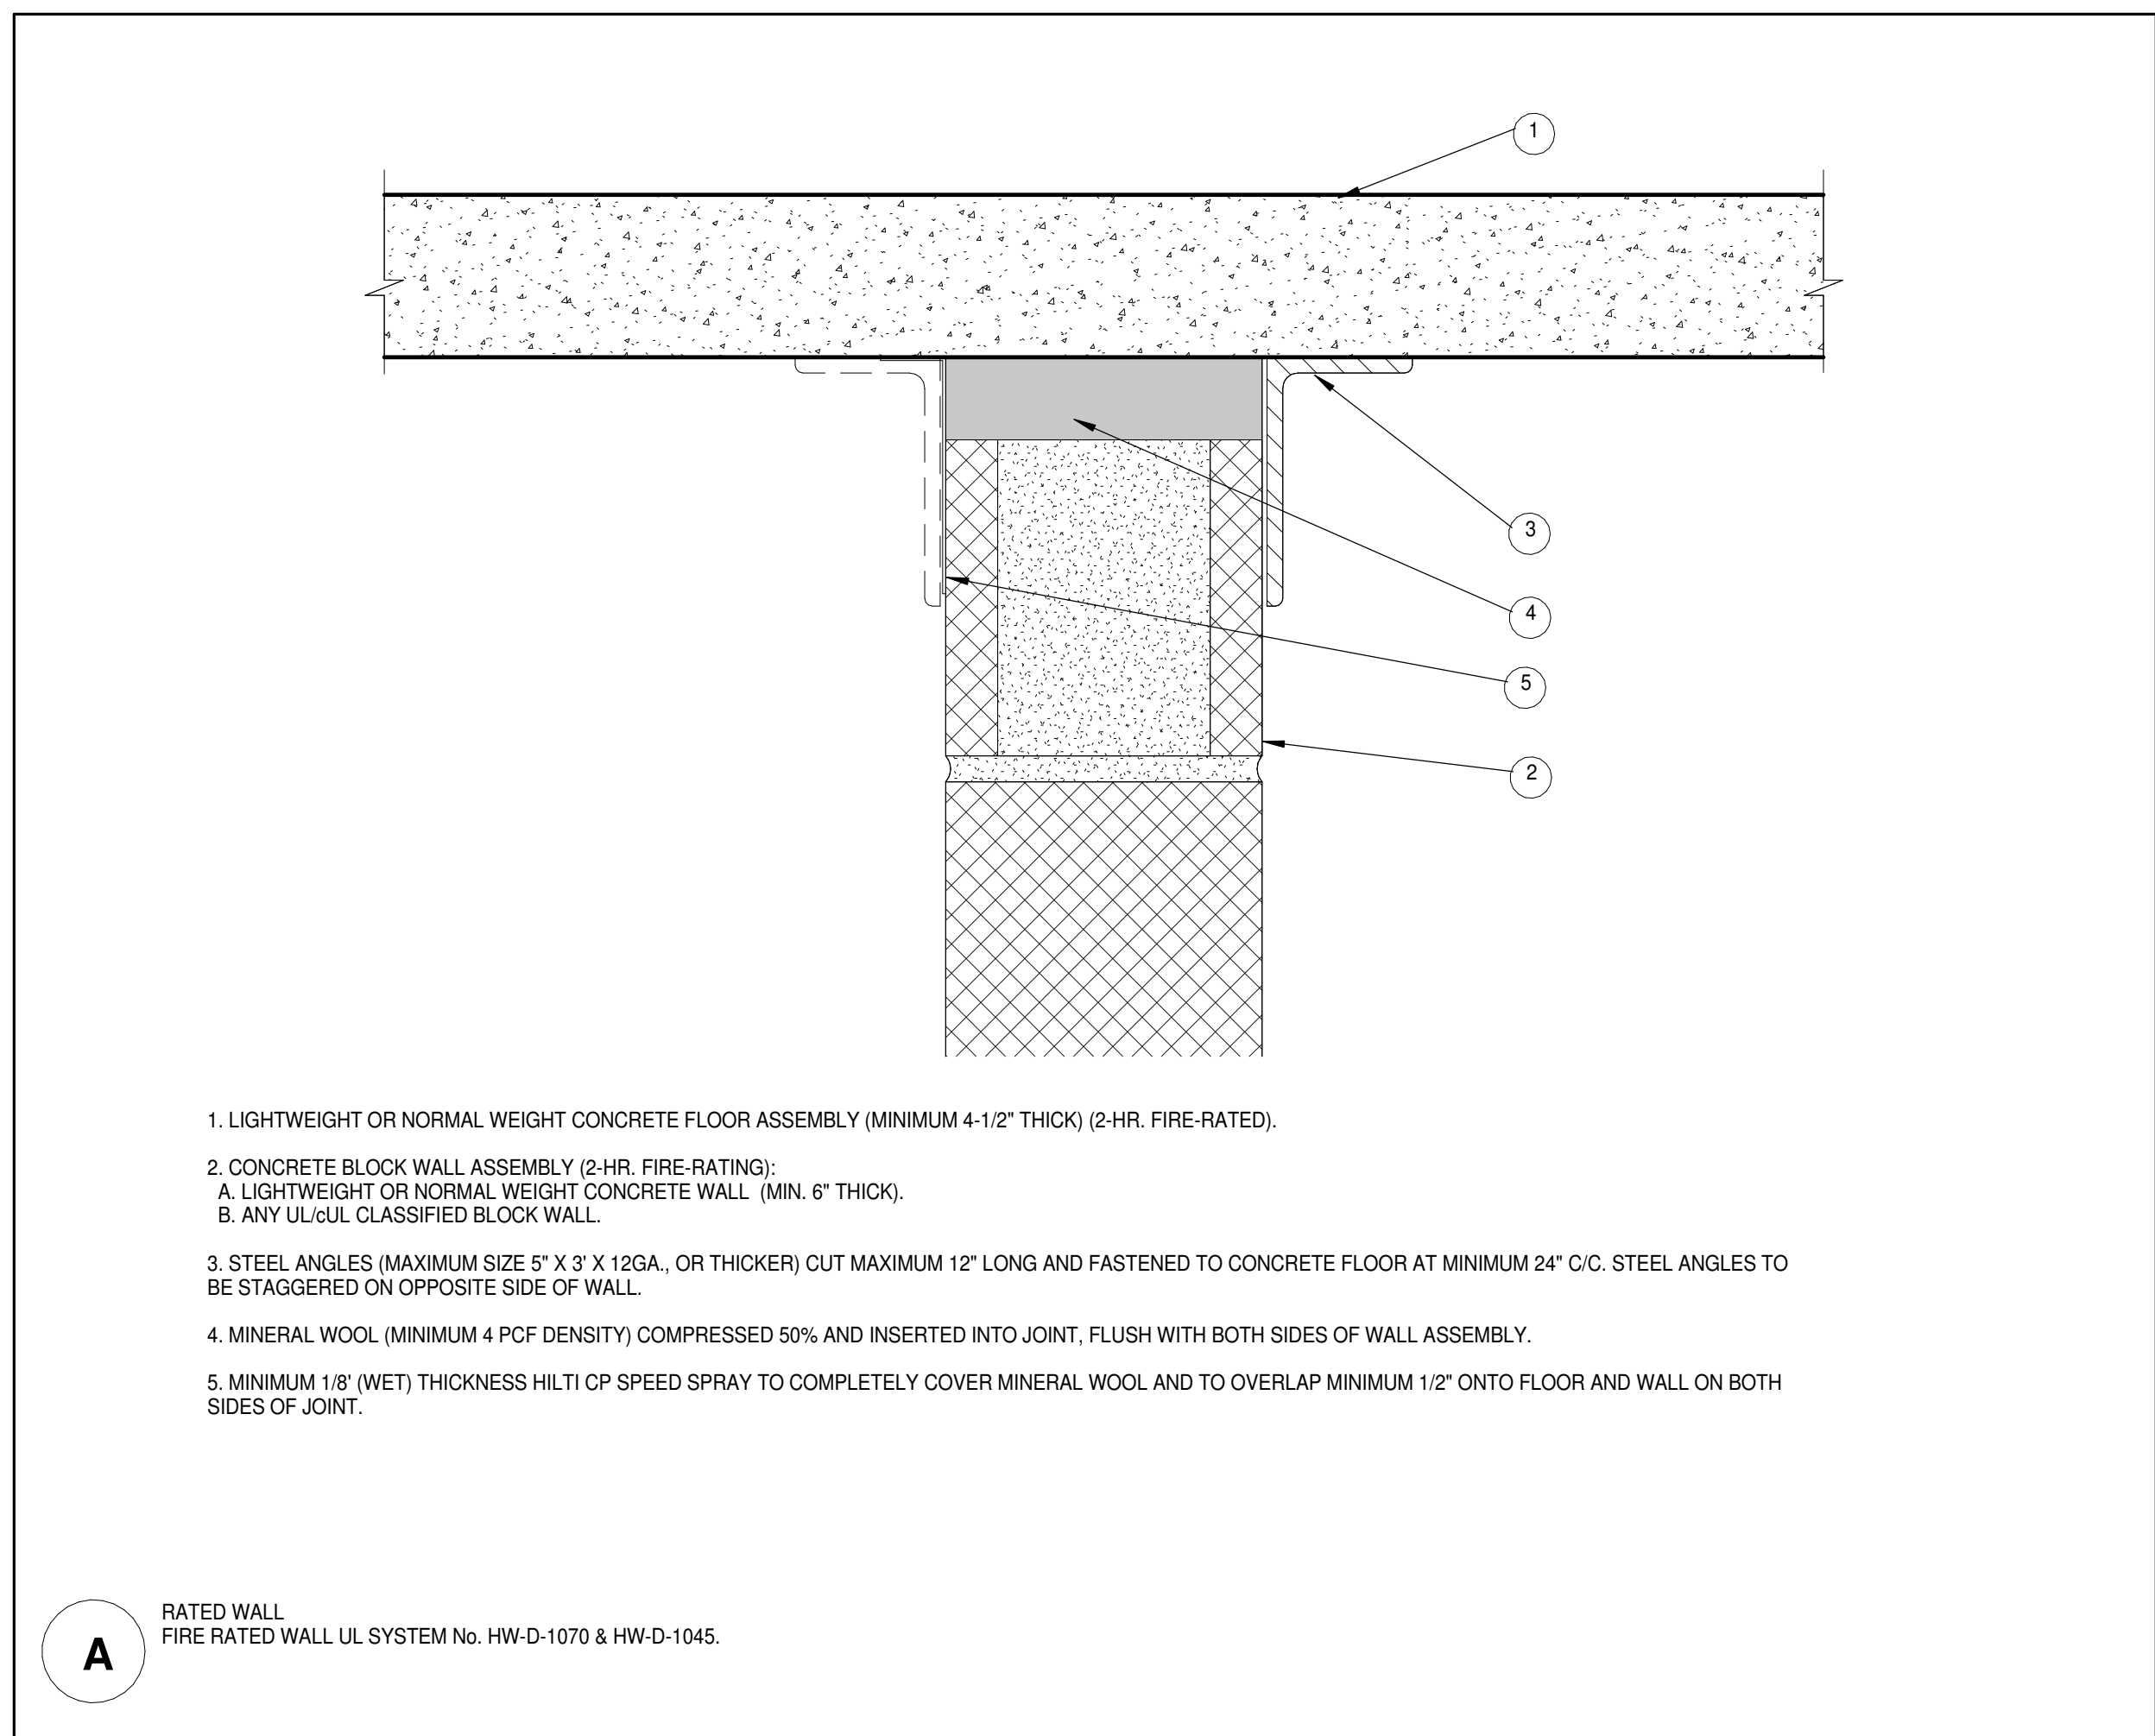 1
3
4
5
2
1. LIGHTWEIGHT OR NORMAL WEIGHT CONCRETE FLOOR ASSEMBLY (MINIMUM 4-1/2" THICK) (2-HR. FIRE-RATED).
2. CONCRETE BLOCK WALL ASSEMBLY (2-HR. FIRE-RATING):
A. LIGHTWEIGHT OR NORMAL WEIGHT CONCRETE WALL (MIN. 6" THICK).
B. ANY UL/cUL CLASSIFIED BLOCK WALL.
3. STEEL ANGLES (MAXIMUM SIZE 5" X 3' X 12GA., OR THICKER) CUT MAXIMUM 12" LONG AND FASTENED TO CONCRETE FLOOR AT MINIMUM 24" C/C. STEEL ANGLES TO
BE STAGGERED ON OPPOSITE SIDE OF WALL.
4. MINERAL WOOL (MINIMUM 4 PCF DENSITY) COMPRESSED 50% AND INSERTED INTO JOINT, FLUSH WITH BOTH SIDES OF WALL ASSEMBLY.
5. MINIMUM 1/8' (WET) THICKNESS HILTI CP SPEED SPRAY TO COMPLETELY COVER MINERAL WOOL AND TO OVERLAP MINIMUM 1/2" ONTO FLOOR AND WALL ON BOTH
SIDES OF JOINT.
RATED WALL
FIRE RATED WALL UL SYSTEM No. HW-D-1070 & HW-D-1045.
A